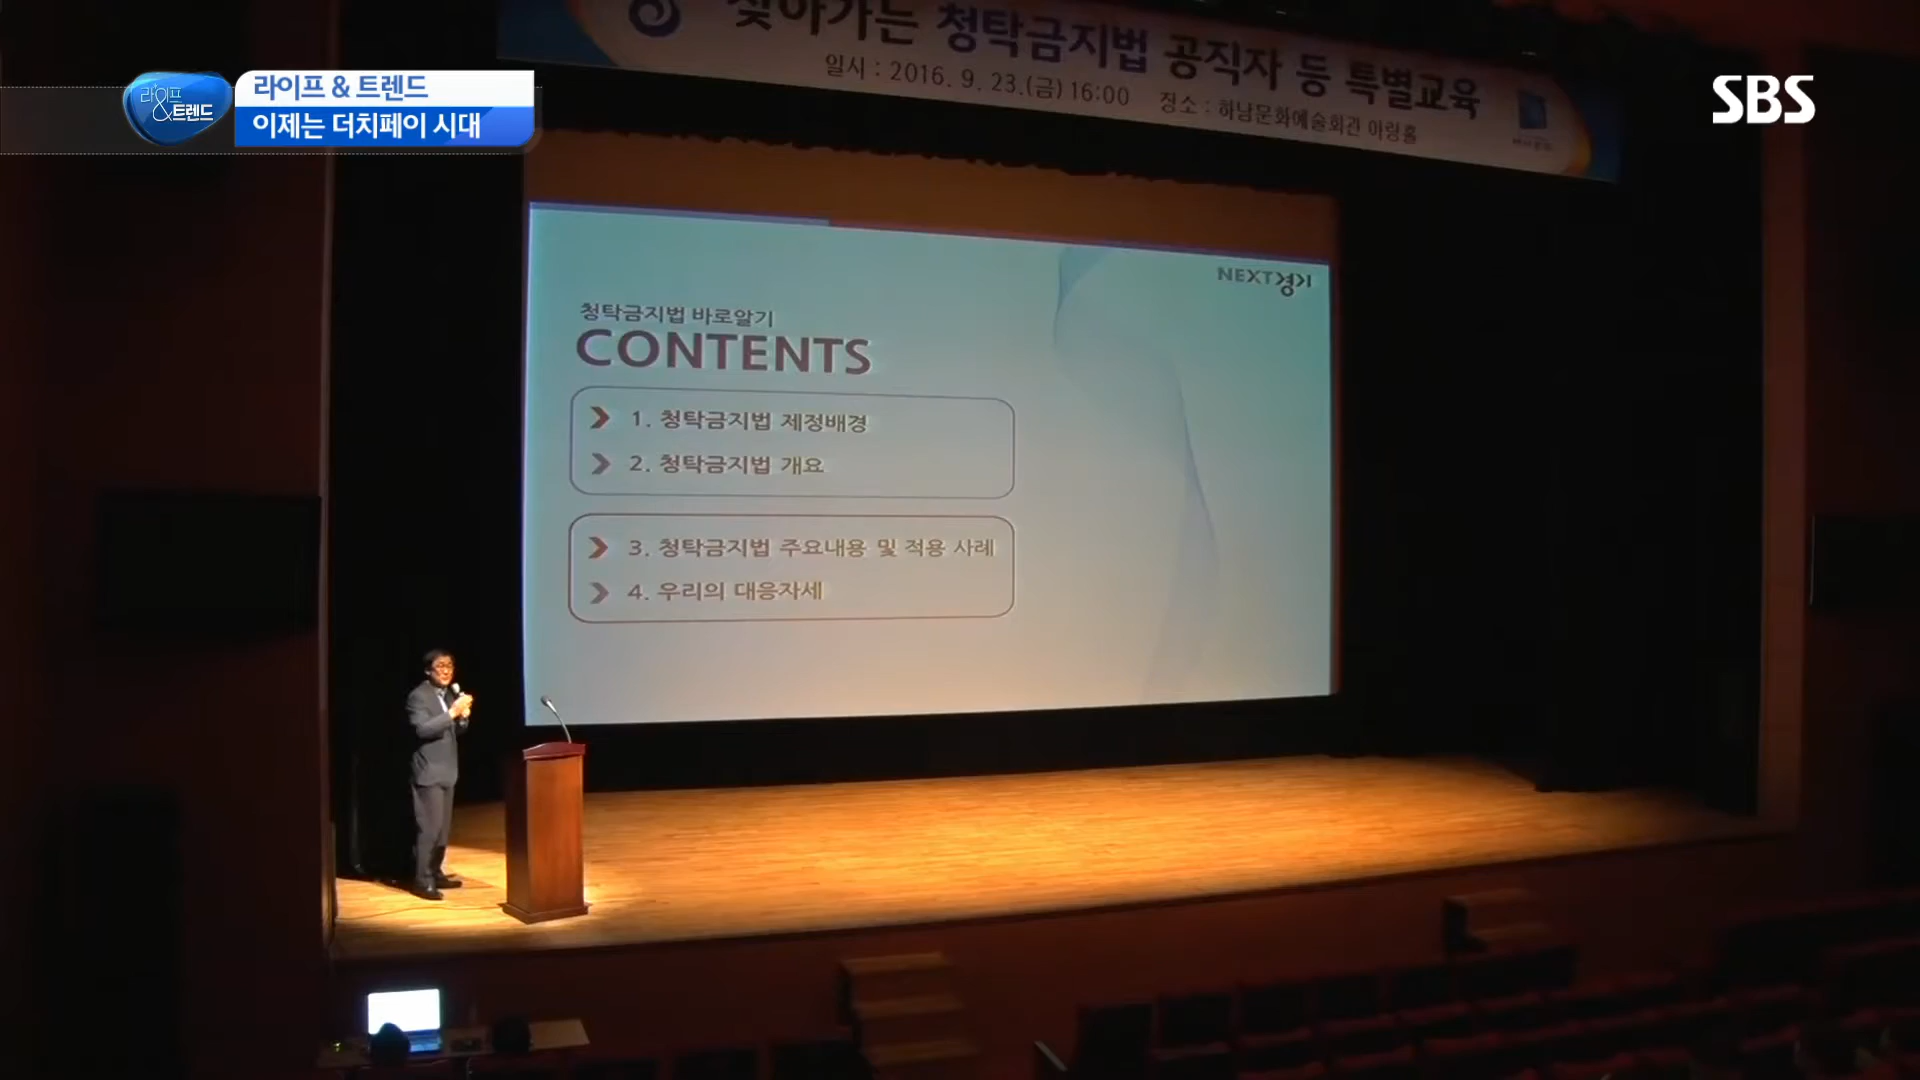 찾아가는 청탁금지법 공직자 등 특별교육
일시 : 2016. 9. 23.(금) 16:00 장소 : 하남문화예술회관 아랑홀
라이프 & 트렌드
라이프 & 트렌드
이제는 더치페이 시대
SBS
NEXT경기
청탁금지법 바로알기
CONTENTS
1. 청탁금지법 제정배경
2. 청탁금지법 개요
3. 청탁금지법 주요내용 및 적용 사례
4. 우리의 대응자세